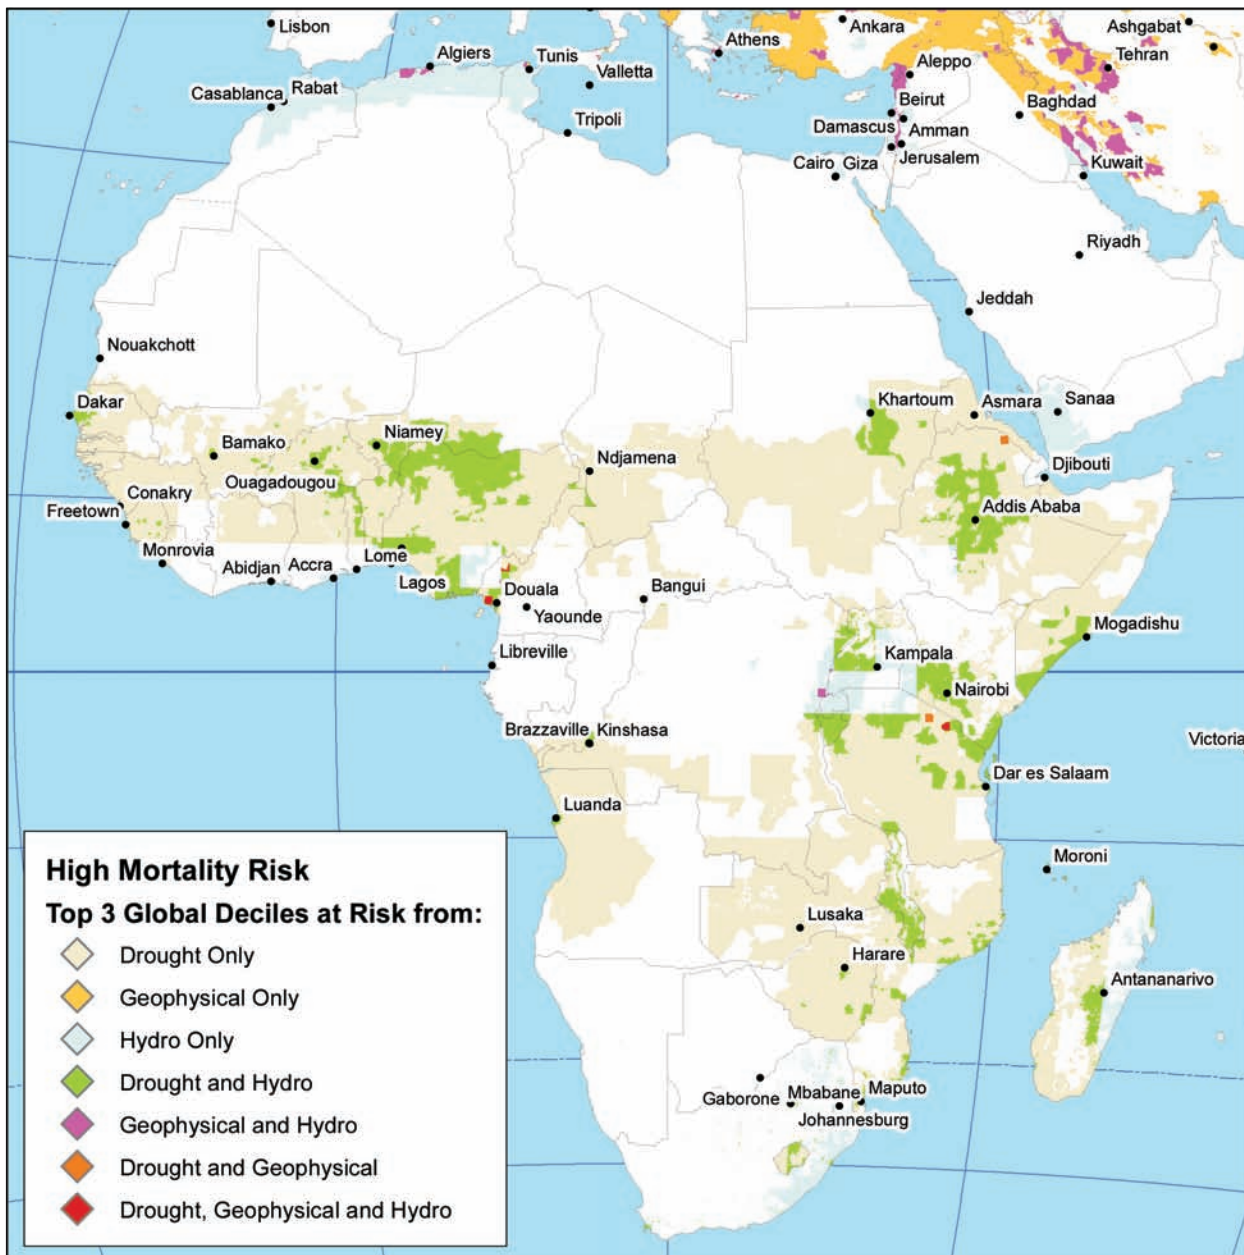 Lisbon
Ankara
Ashgabat
Athens
Algiers
Tunis
Tehran
Valletta
Aleppo
Rabat
Casablanca
Beirut
Baghdad
Damascus
Amman
Tripoli
Jerusalem
Cairo Giza
Kuwait
Riyadh
Jeddah
Nouakchott
Dakar
Khartoum
Asmara
Sanaa
Niamey
Bamako
Ndjamena
Djibouti
Ouagadougou
Conakry
Freetown
Addis Ababa
Monrovia
Abidjan
Accra
Lome
Lagos
Douala
Bangui
Yaounde
Mogadishu
Libreville
Kampala
Nairobi
Brazzaville
Kinshasa
Victoria
Dar es Salaam
Luanda
Moroni
Lusaka
Harare
Antananarivo
Gaborone
Mbabane
Maputo
Johannesburg
High Mortality Risk
Top 3 Global Deciles at Risk from:
Drought Only
Geophysical Only
Hydro Only
Drought and Hydro
Geophysical and Hydro
Drought and Geophysical
Drought, Geophysical and Hydro